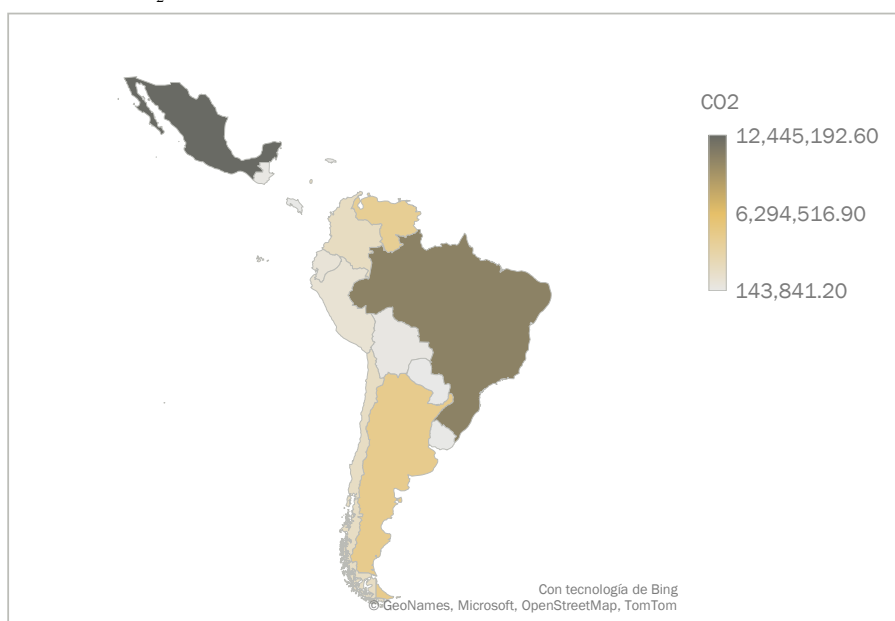 CO2
12,445,192.60
6,294,516.90
143,841.20
Con tecnología de Bing
© GeoNames, Microsoft, OpenStreetMap, TomTom